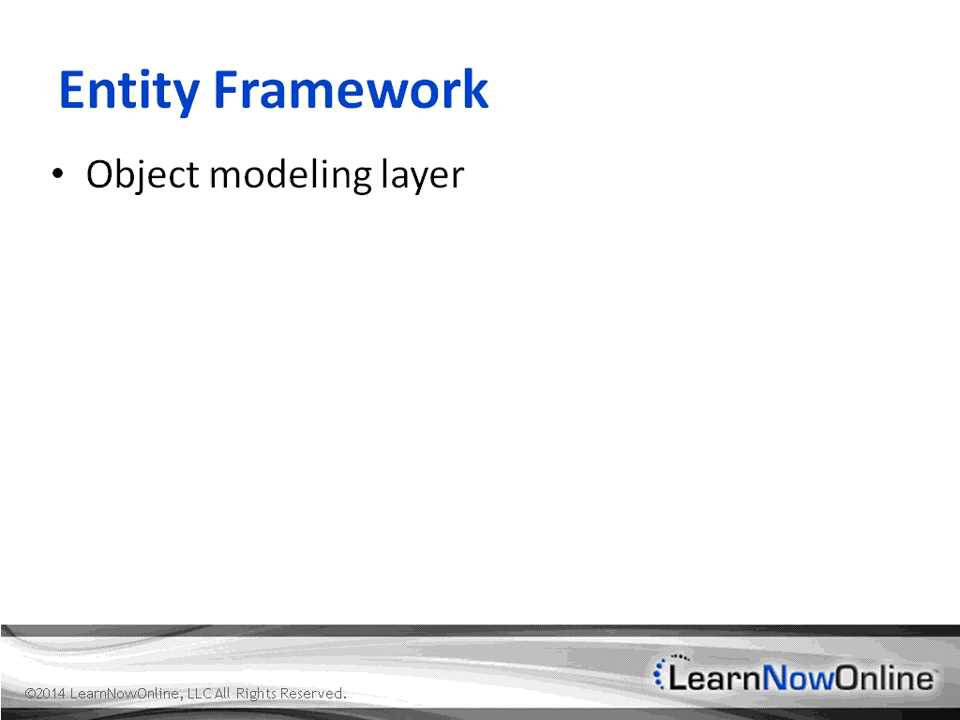 Entity Framework
• Object modeling layer
©2014 LearnNowOnline, LLC All Rights Reserved.
LearnNowOnline